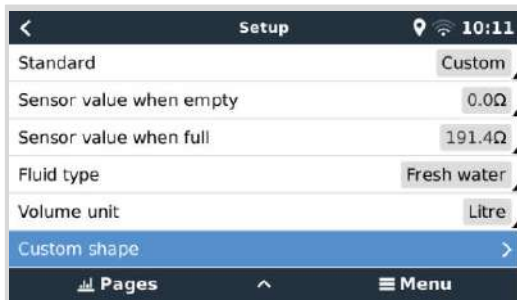 Setup 10:11
Standard Custom
Sensor value when empty 0.0Ω
Sensor value when full 191.4Ω
Fluid type Fresh water
Volume unit Litre
Custom shape
Pages Menu